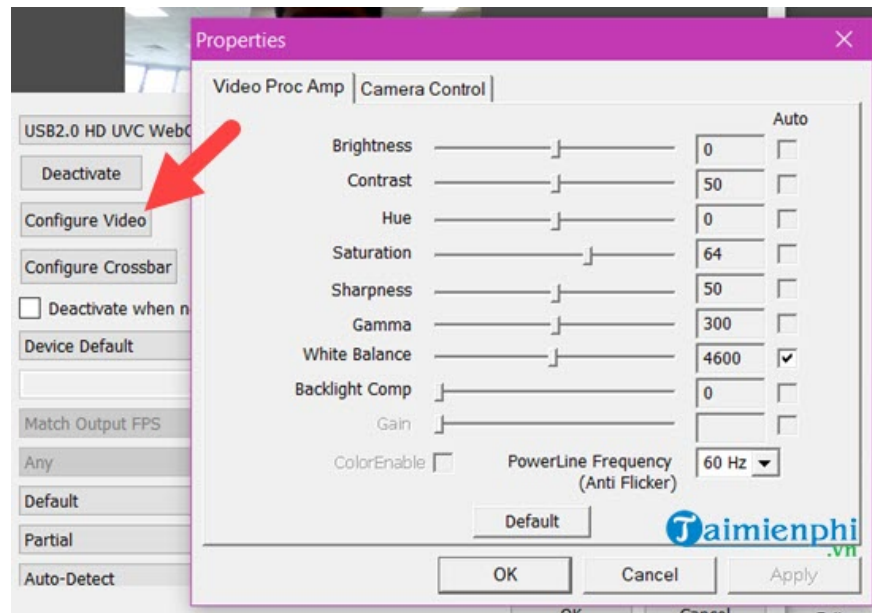 Properties
Video Proc Amp
Camera Control
Auto
Brightness 0
Contrast 50
Hue 0
Saturation 64
Sharpness 50
Gamma 300
White Balance 4600
Backlight Comp 0
Gain
ColorEnable
PowerLine Frequency 60 Hz
(Anti Flicker)
Default
OK Cancel Apply
USB2.0 HD UVC WebC
Deactivate
Configure Video
Configure Crossbar
Deactivate when n
Device Default
Match Output FPS
Any
Default
Partial
Auto-Detect
Taimienphi
.vn